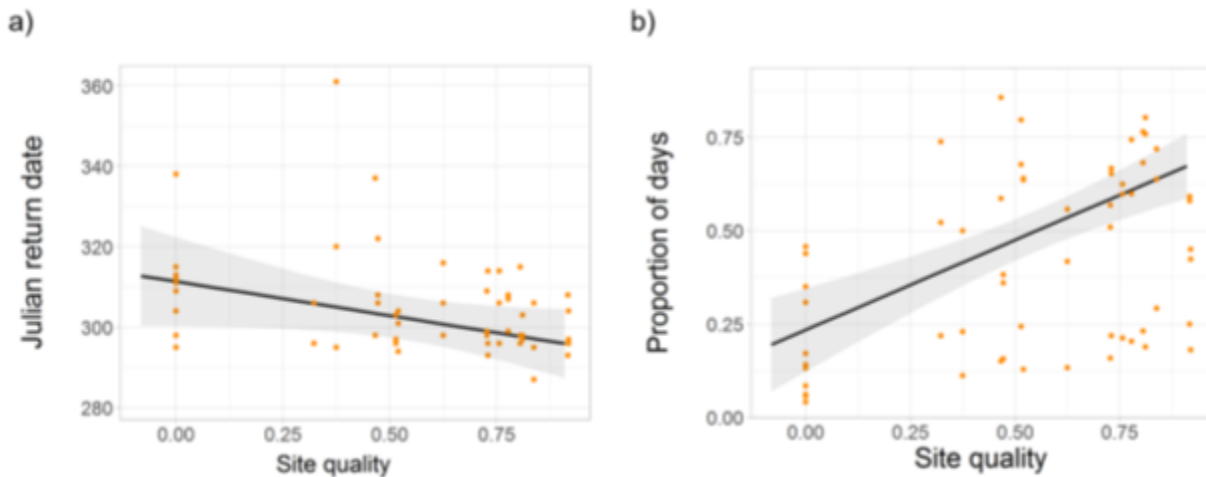 a)
Julian return date
360
340
320
300
280
0.00 0.25 0.50 0.75
Site quality
b)
Proportion of days
0.75
0.50
0.25
0.00
0.00 0.25 0.50 0.75
Site quality